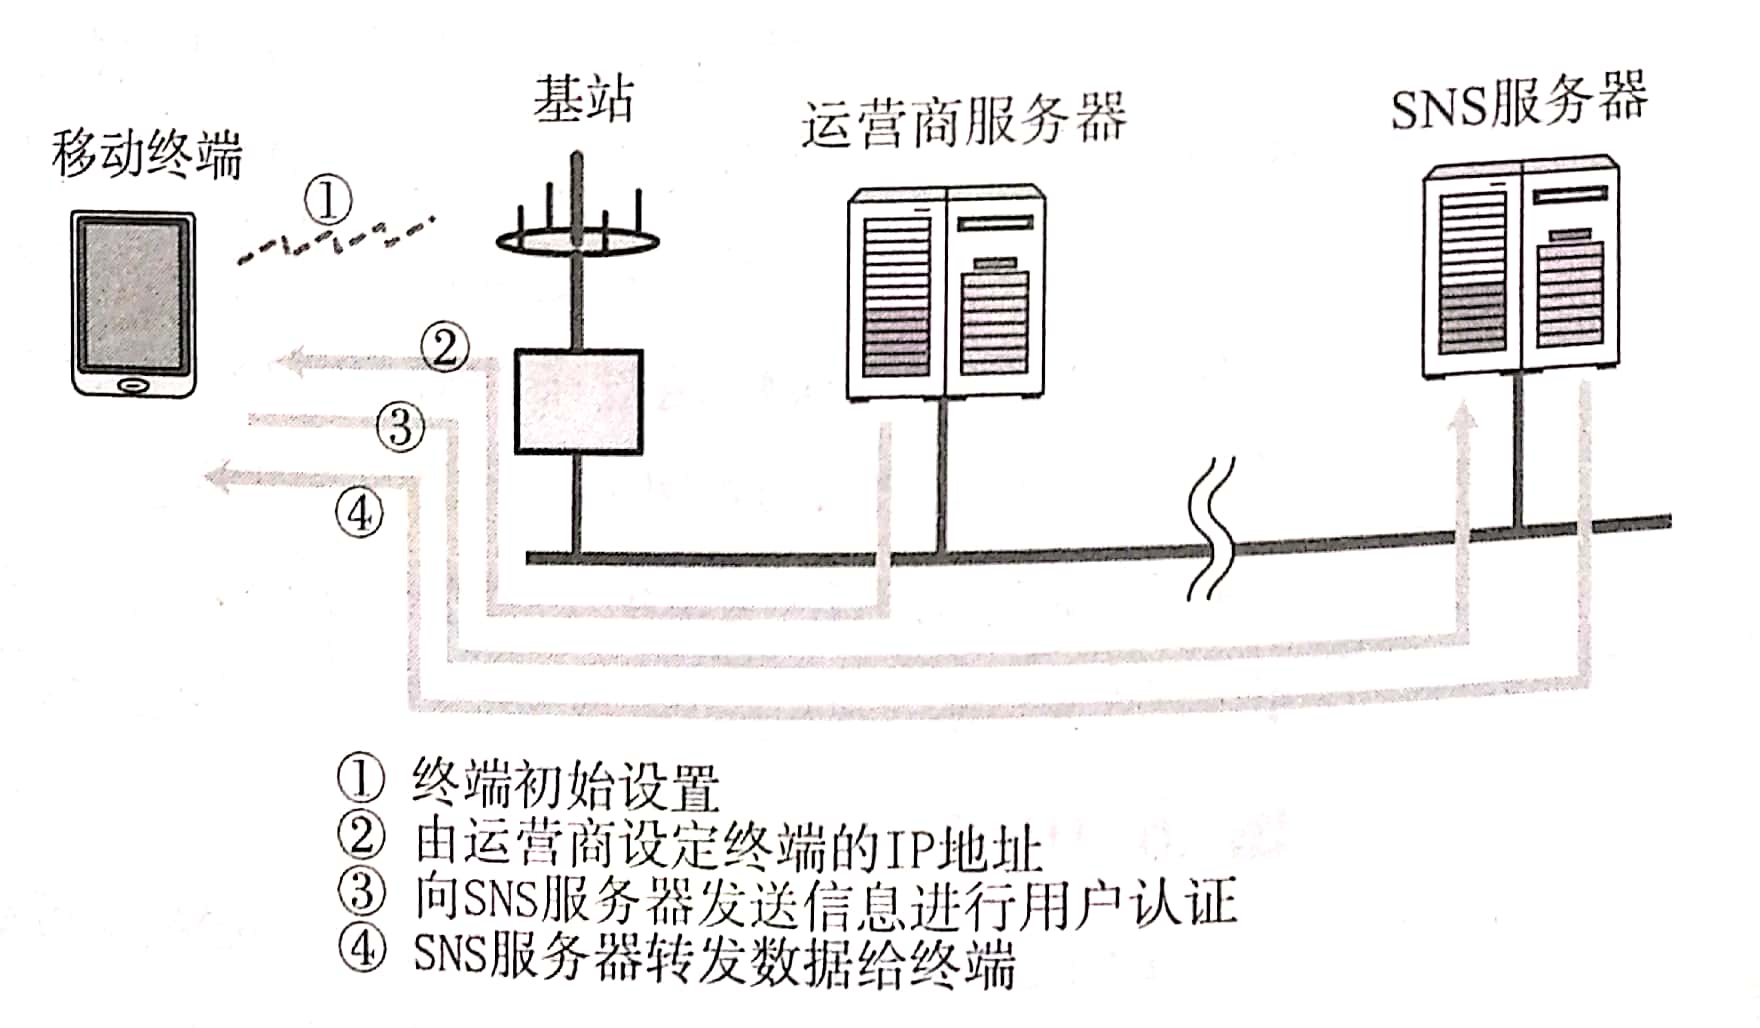 移动终端
基站
运营商服务器
SNS服务器
①
②
③
④
① 终端初始设置
② 由运营商设定终端的IP地址
③ 向SNS服务器发送信息进行用户认证
④ SNS服务器转发数据给终端